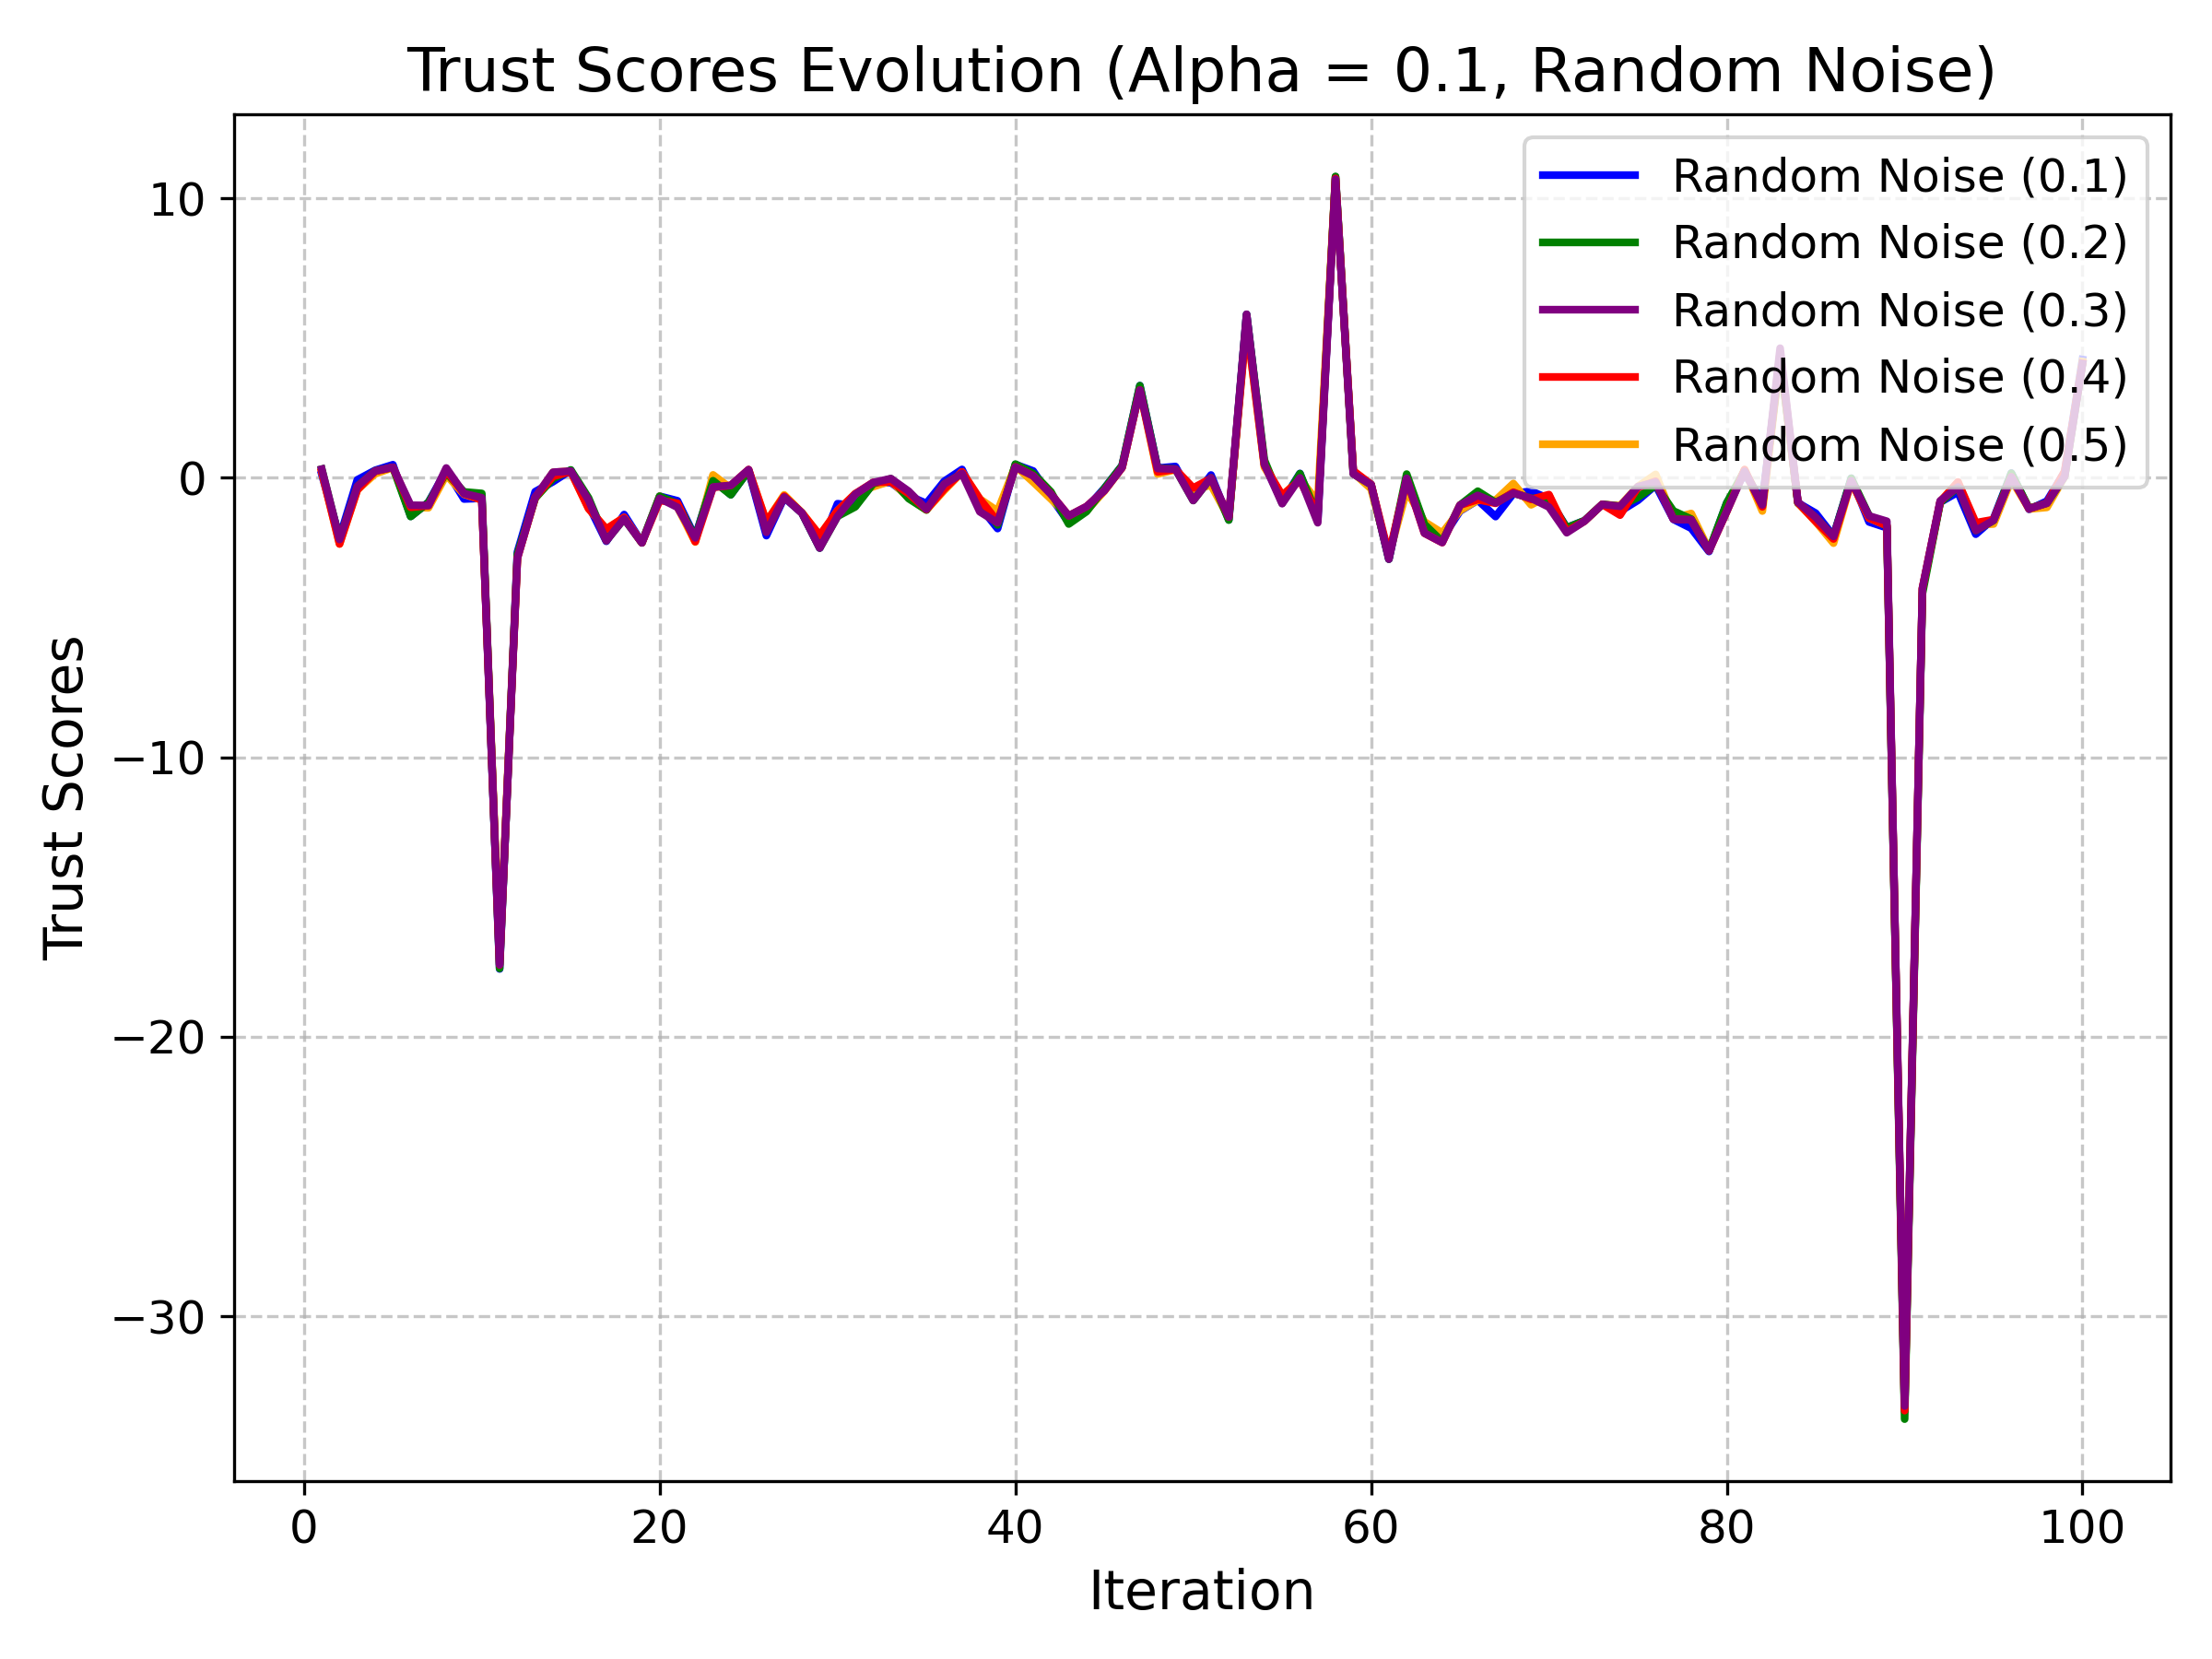 Trust Scores Evolution (Alpha = 0.1, Random Noise)
Random Noise (0.1)
Random Noise (0.2)
Random Noise (0.3)
Random Noise (0.4)
Random Noise (0.5)
10
0
−10
−20
−30
Trust Scores
0 20 40 60 80 100
Iteration